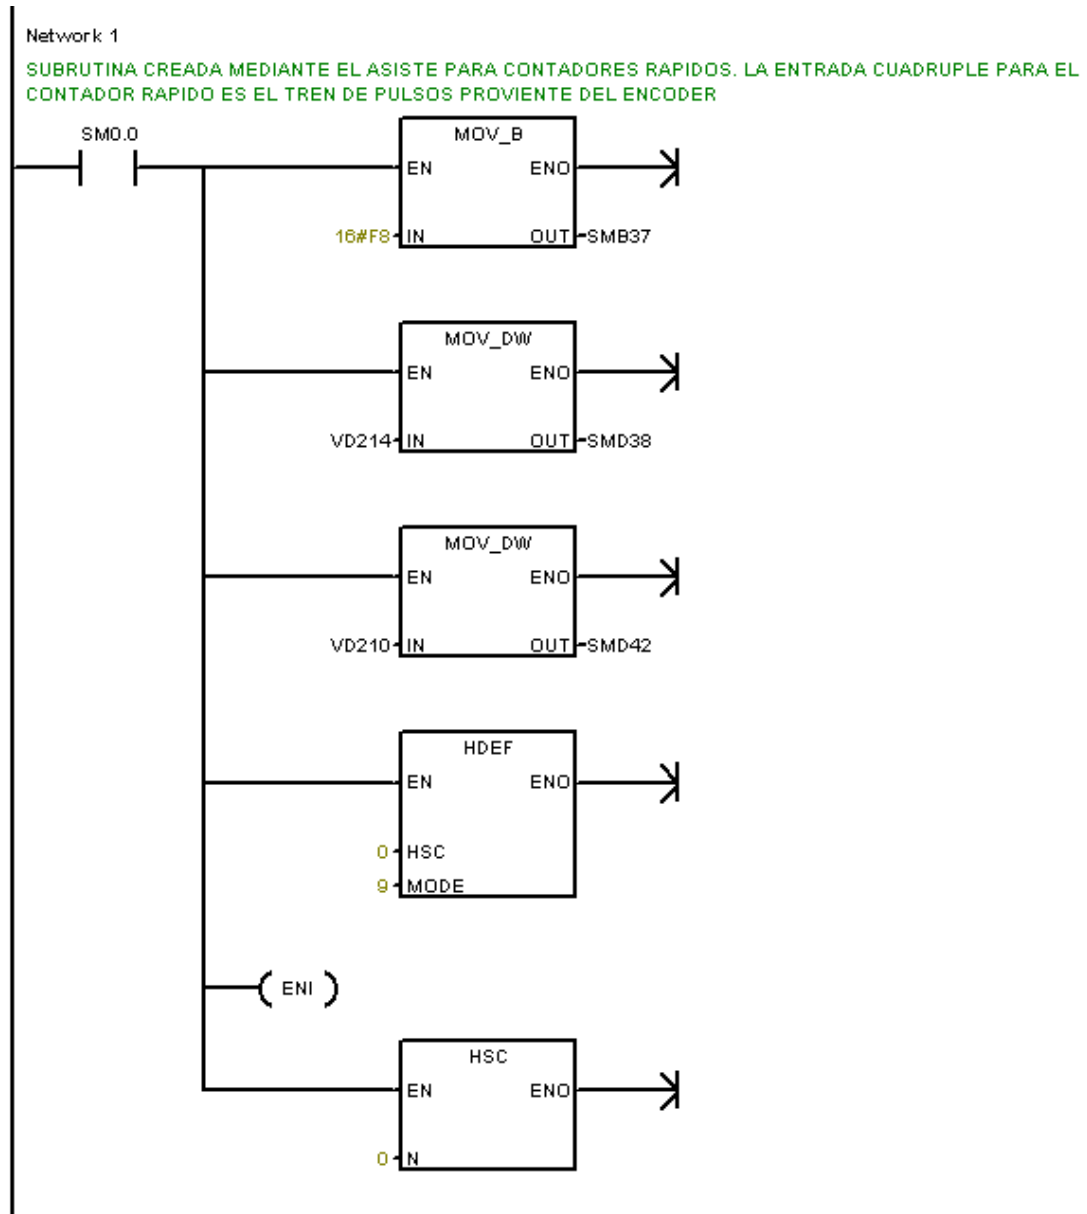 Network 1
SUBRUTINA CREADA MEDIANTE EL ASISTE PARA CONTADORES RAPIDOS. LA ENTRADA CUADRUPLE PARA EL
CONTADOR RAPIDO ES EL TREN DE PULSOS PROVIENTE DEL ENCODER
SM0.0
MOV_B
EN ENO
16#F8 IN OUT SMB37
MOV_DW
EN ENO
VD214 IN OUT SMD38
MOV_DW
EN ENO
VD210 IN OUT SMD42
HDEF
EN ENO
0 HSC
9 MODE
ENI
HSC
EN ENO
0 N